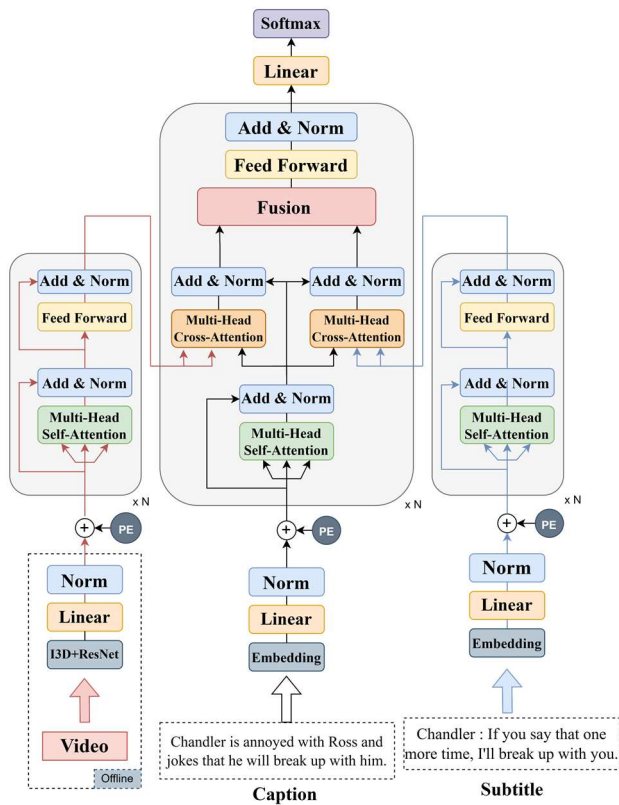 Softmax
Linear
Add & Norm
Feed Forward
Fusion
Add & Norm
Add & Norm
Multi-Head
Cross-Attention
Multi-Head
Cross-Attention
Add & Norm
Multi-Head
Self-Attention
x N
Add & Norm
Feed Forward
Add & Norm
Multi-Head
Self-Attention
x N
Add & Norm
Feed Forward
Add & Norm
Multi-Head
Self-Attention
x N
+
PE
+
PE
+
PE
Norm
Linear
I3D+ResNet
Video
Offline
Norm
Linear
Embedding
Chandler is annoyed with Ross and
jokes that he will break up with him.
Caption
Norm
Linear
Embedding
Chandler : If you say that one
more time, I'll break up with you.
Subtitle